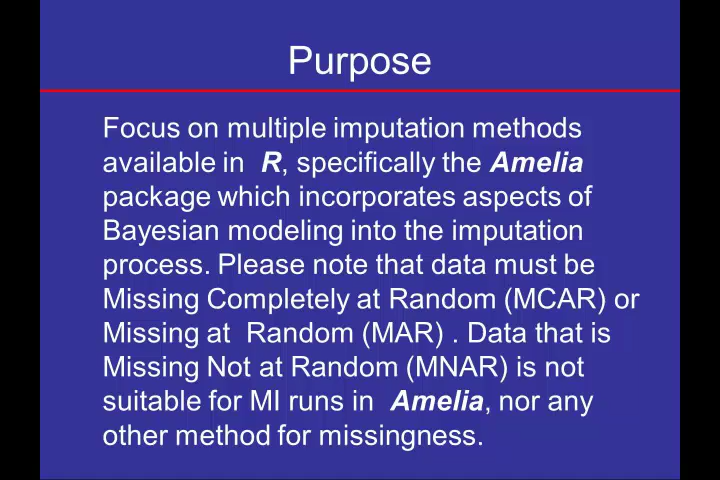 Purpose
Focus on multiple imputation methods
available in  R, specifically the Amelia
package which incorporates aspects of
Bayesian modeling into the imputation
process. Please note that data must be
Missing Completely at Random (MCAR) or
Missing at  Random (MAR) . Data that is
Missing Not at Random (MNAR) is not
suitable for MI runs in  Amelia, nor any
other method for missingness.